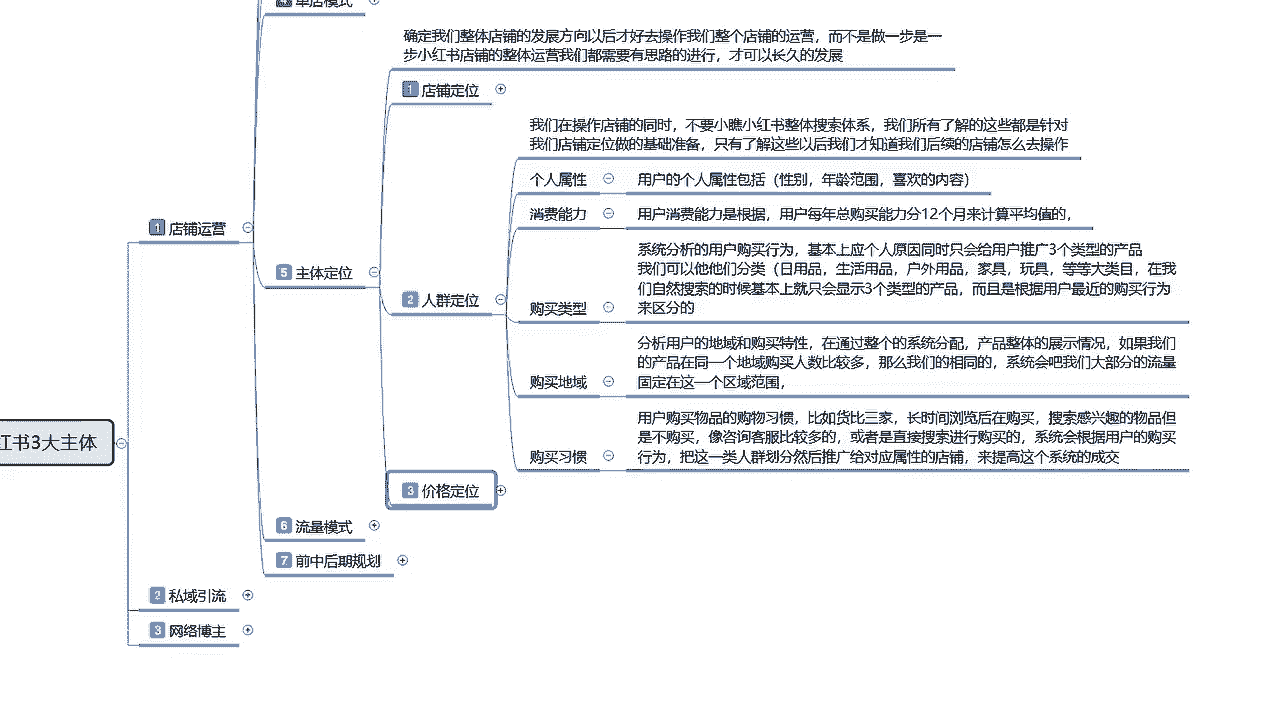 单店模式
确定我们整体店铺的发展方向以后才好去操作我们整个店铺的运营，而不是做一步是一
步小红书店铺的整体运营我们都需要有思路的进行，才可以长久的发展
1 店铺定位
我们在操作店铺的同时，不要小瞧小红书整体搜索体系，我们所有了解的这些都是针对
我们店铺定位做的基础准备，只有了解这些以后我们才知道我们后续的店铺怎么去操作
个人属性
用户的个人属性包括（性别，年龄范围，喜欢的内容）
消费能力
用户消费能力是根据，用户每年总购买能力分12个月来计算平均值的，
1 店铺运营
5 主体定位
2 人群定位
系统分析的用户购买行为，基本上应个人原因同时只会给用户推广3个类型的产品
我们可以他他们分类（日用品，生活用品，户外用品，家具，玩具，等等大类目，在我
们自然搜索的时候基本上就只会显示3个类型的产品，而且是根据用户最近的购买行为
来区分的
购买类型
分析用户的地域和购买特性，在通过整个的系统分配，产品整体的展示情况，如果我们
的产品在同一个地域购买人数比较多，那么我们的相同的，系统会吧我们大部分的流量
固定在这一个区域范围，
购买地域
用户购买物品的购物习惯，比如货比三家，长时间浏览后在购买，搜索感兴趣的物品但
是不购买，像咨询客服比较多的，或者是直接搜索进行购买的，系统会根据用户的购买
行为，把这一类人群划分然后推广给对应属性的店铺，来提高这个系统的成交
购买习惯
红书3大主体
3 价格定位
6 流量模式
7 前中后期规划
2 私域引流
3 网络博主